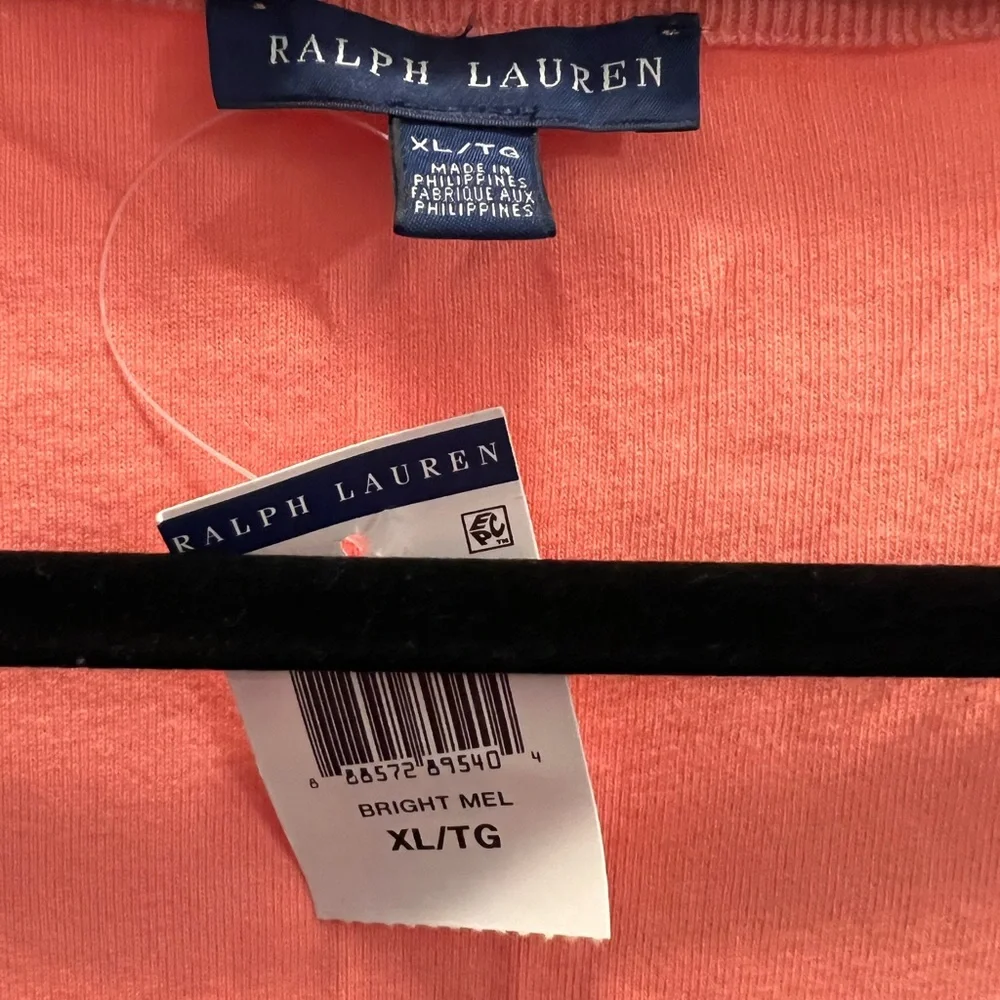 RALPH LAUREN
XL/TG
MADE IN
PHILIPPINES
FABRIQUE AUX
PHILIPPINES
RALPH LAUREN
EPC™
8 88572 89540 4
BRIGHT MEL
XL/TG